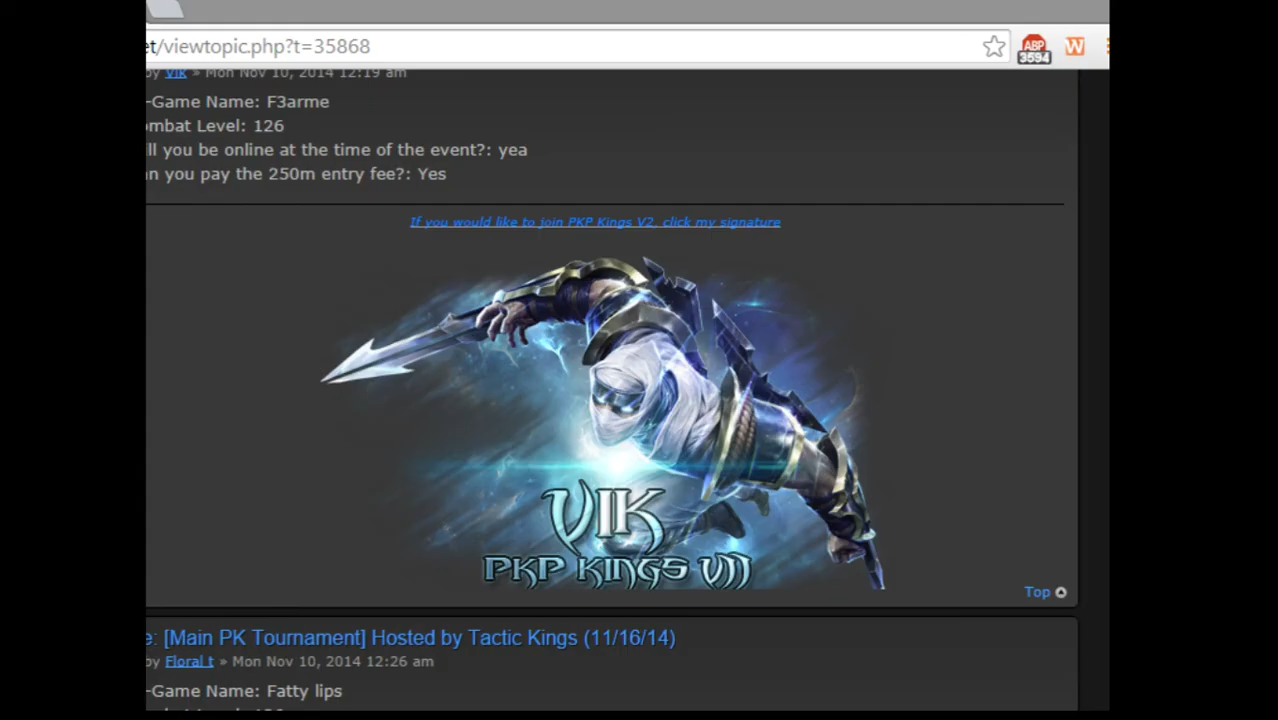 et/viewtopic.php?t=35868
ABP
3594
W
by Vik » Mon Nov 10, 2014 12:19 am
-Game Name: F3arme
ombat Level: 126
ll you be online at the time of the event?: yea
n you pay the 250m entry fee?: Yes
If you would like to join PKP Kings V2, click my signature
VIK
PKP KINGS VII
Top
e: [Main PK Tournament] Hosted by Tactic Kings (11/16/14)
by Floral t » Mon Nov 10, 2014 12:26 am
-Game Name: Fatty lips